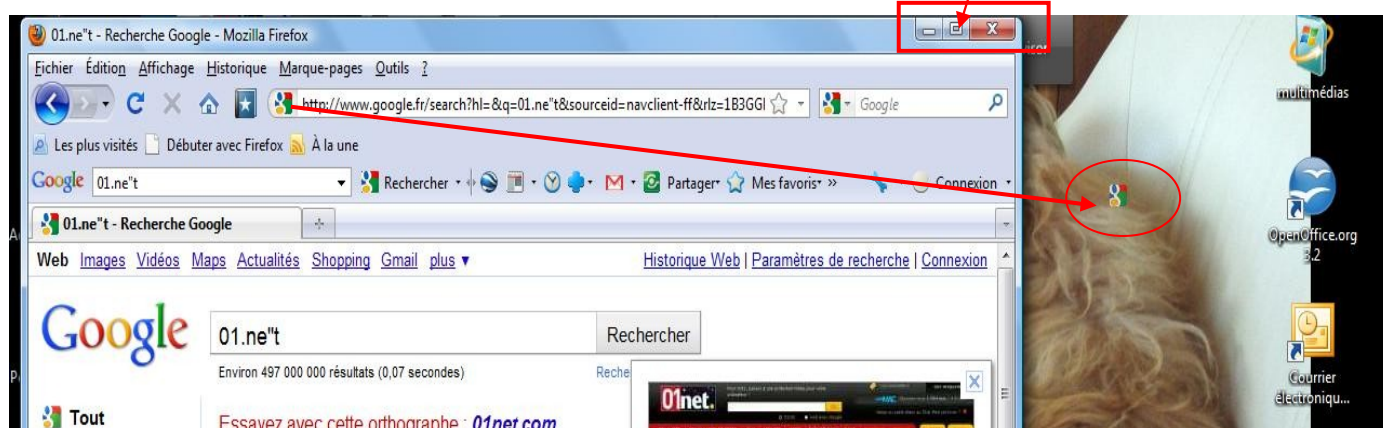 01.ne"t - Recherche Google - Mozilla Firefox
Fichier Édition Affichage Historique Marque-pages Outils ?
http://www.google.fr/search?hl=&q=01.ne"t&sourceid=navclient-ff&rlz=1B3GGI
Google
Les plus visités Débuter avec Firefox À la une
Google 01.ne"t Rechercher Partager Mes favoris » Connexion
01.ne"t - Recherche Google
Web Images Vidéos Maps Actualités Shopping Gmail plus ▼ Historique Web | Paramètres de recherche | Connexion
Google 01.ne"t Rechercher
Environ 497 000 000 résultats (0,07 secondes) Reche
01net.
Tout
Essayez avec cette orthographe : 01net.com
multimédias
OpenOffice.org
3.2
Courrier
électroniqu...